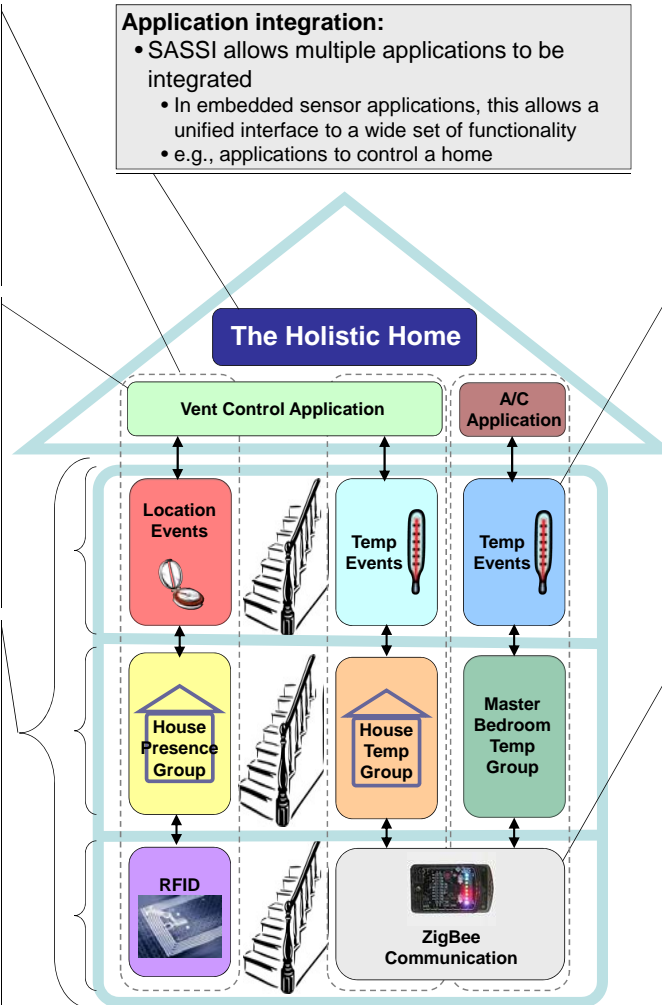 Application integration:
• SASSI allows multiple applications to be
integrated
• In embedded sensor applications, this allows a
unified interface to a wide set of functionality
• e.g., applications to control a home
The Holistic Home
Vent Control Application
A/C
Application
Location
Events
Temp
Events
Temp
Events
House
Presence
Group
House
Temp
Group
Master
Bedroom
Temp
Group
RFID
ZigBee
Communication